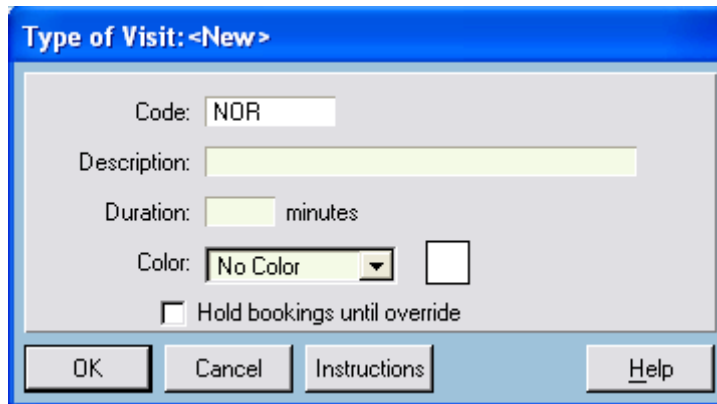 Type of Visit:<New>
Code: NOR
Description:
Duration: minutes
Color: No Color
Hold bookings until override
OK Cancel Instructions Help